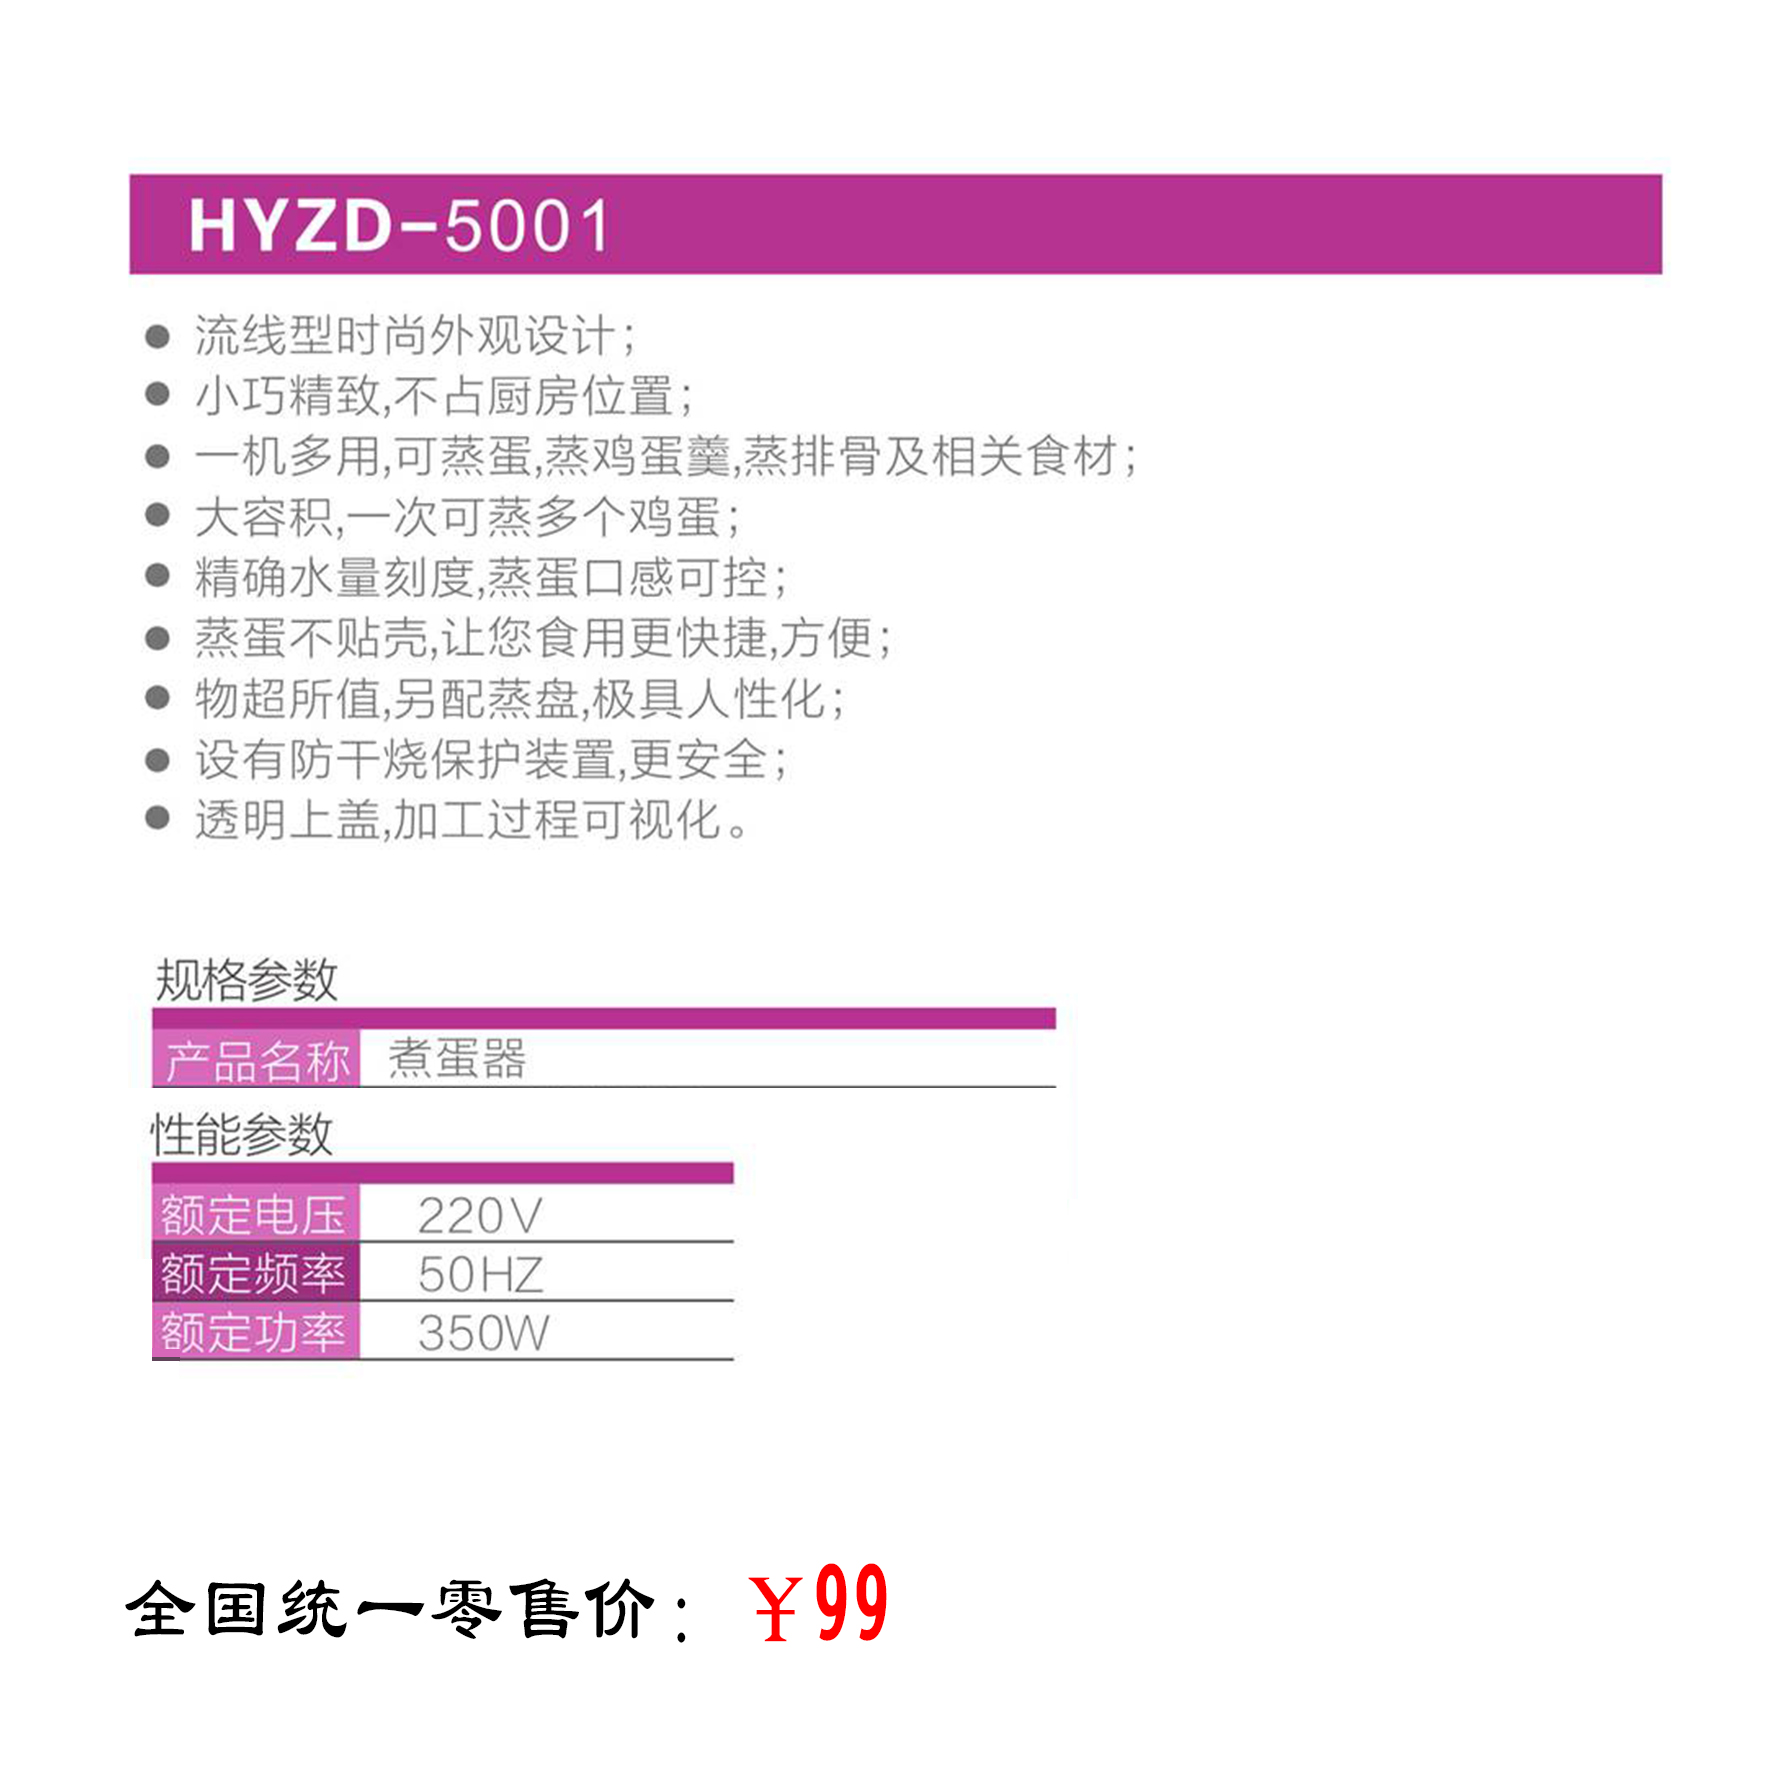 HYZD-5001
● 流线型时尚外观设计；
● 小巧精致,不占厨房位置；
● 一机多用,可蒸蛋,蒸鸡蛋羹,蒸排骨及相关食材；
● 大容积,一次可蒸多个鸡蛋；
● 精确水量刻度,蒸蛋口感可控；
● 蒸蛋不贴壳,让您食用更快捷,方便；
● 物超所值,另配蒸盘,极具人性化；
● 设有防干烧保护装置,更安全；
● 透明上盖,加工过程可视化。
规格参数
产品名称 煮蛋器
性能参数
额定电压 220V
额定频率 50HZ
额定功率 350W
全国统一零售价：￥99